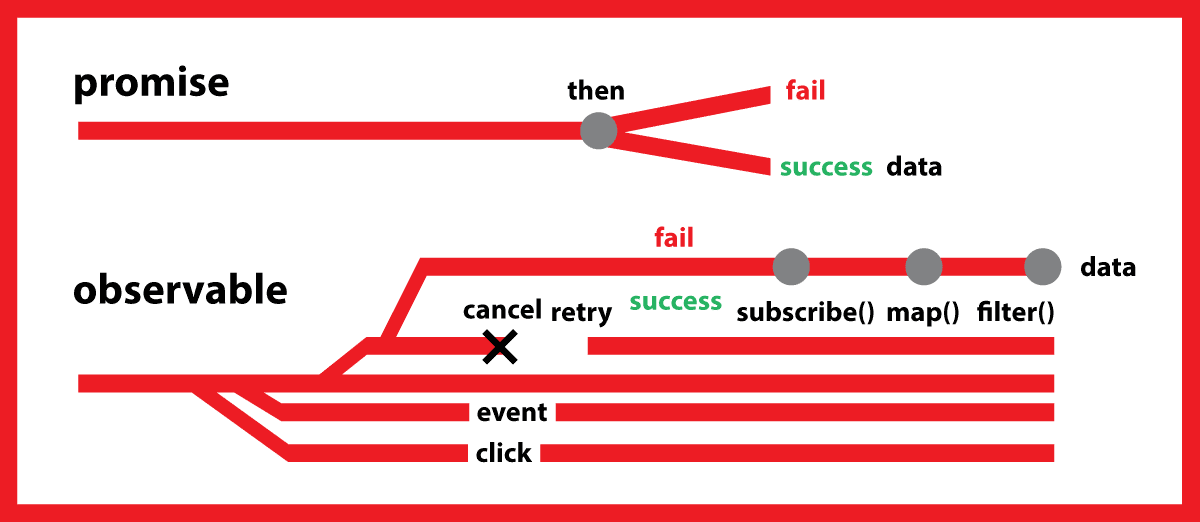 promise
then
fail
success data
observable
fail
success
data
cancel retry
subscribe() map() filter()
event
click